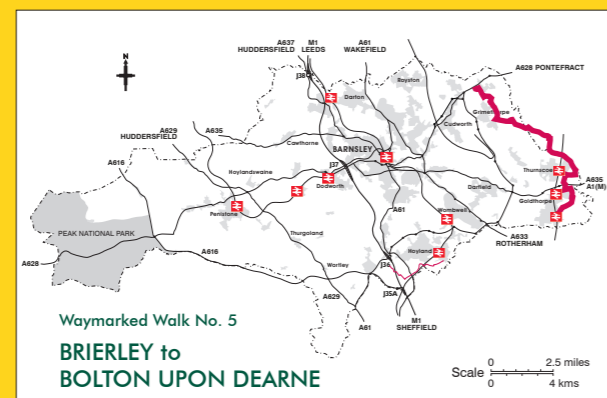 N
A637
HUDDERSFIELD
M1
LEEDS
A61
WAKEFIELD
J38
Royston
A628 PONTEFRACT
Darton
Grimethorpe
A629
HUDDERSFIELD
A635
Cudworth
Cawthorne
BARNSLEY
A616
Hoylandswaine
J37
Dodworth
Thurnscoe
A635
A1(M)
Darfield
Goldthorpe
Penistone
A61
Wombwell
PEAK NATIONAL PARK
Thurgoland
A633
ROTHERHAM
A628
A616
Hoyland
Wortley
J36
A629
J35A
A61
M1
SHEFFIELD
Waymarked Walk No. 5
BRIERLEY to
BOLTON UPON DEARNE
Scale
0 2.5 miles
0 4 kms